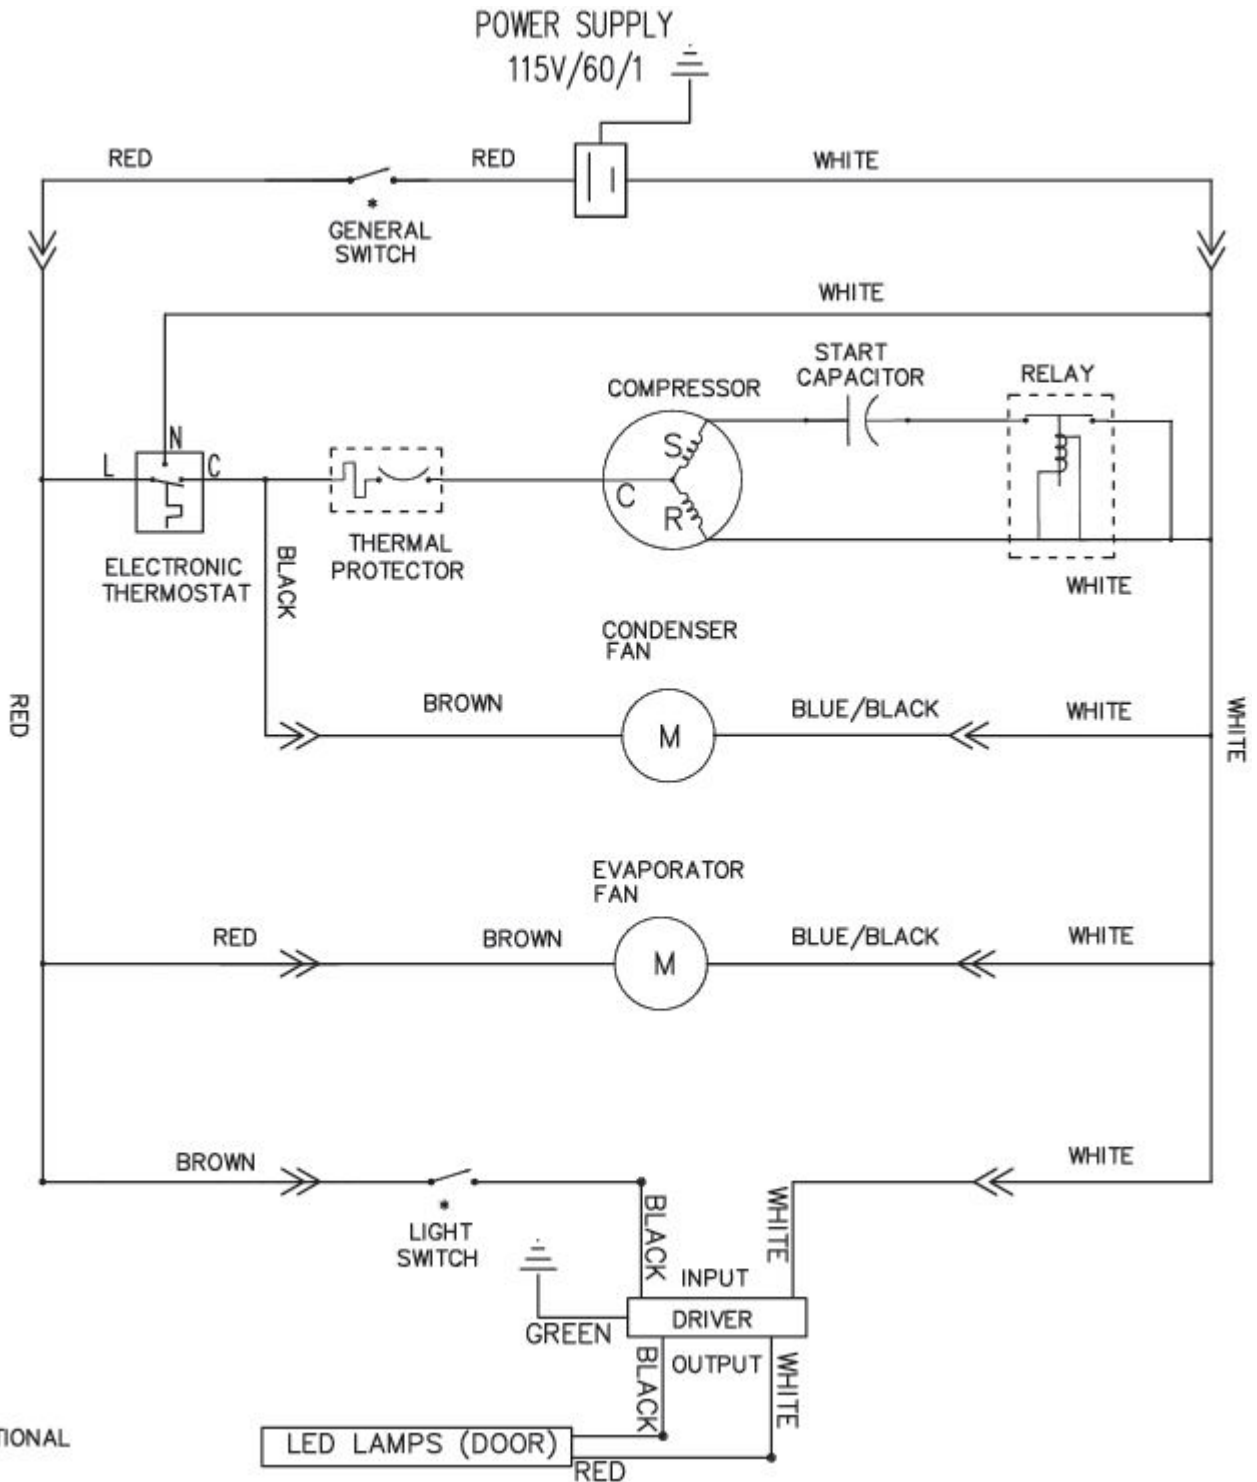 POWER SUPPLY
115V/60/1
RED
RED
WHITE
*
GENERAL
SWITCH
WHITE
START
CAPACITOR
RELAY
COMPRESSOR
N
L
C
S
C
R
THERMAL
PROTECTOR
ELECTRONIC
THERMOSTAT
BLACK
WHITE
CONDENSER
FAN
RED
BROWN
M
BLUE/BLACK
WHITE
WHITE
EVAPORATOR
FAN
RED
BROWN
M
BLUE/BLACK
WHITE
BROWN
WHITE
*
LIGHT
SWITCH
BLACK
WHITE
INPUT
DRIVER
GREEN
BLACK
OUTPUT
WHITE
TIONAL
LED LAMPS (DOOR)
RED